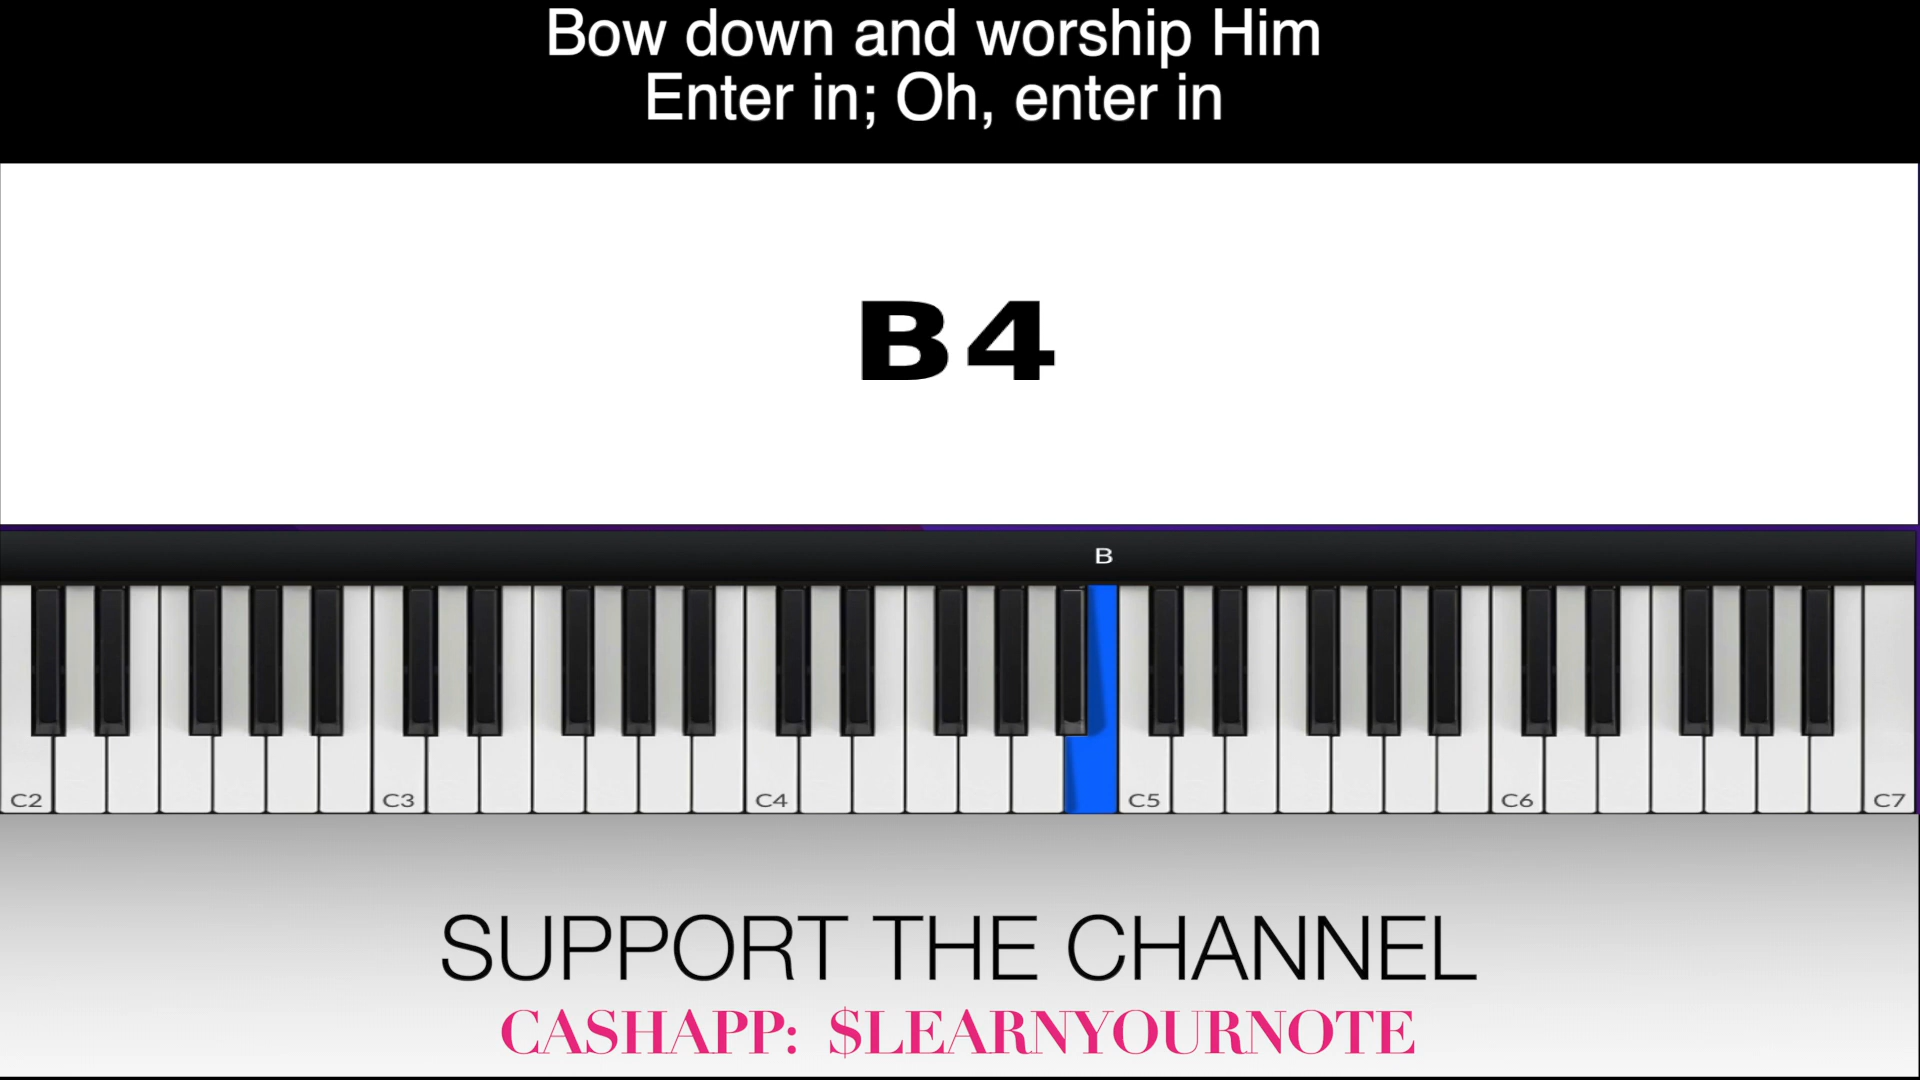 Bow down and worship Him
Enter in; Oh, enter in
B4
B
C2 C3 C4 C5 C6 C7
SUPPORT THE CHANNEL
CASHAPP: $LEARNYOURNOTE